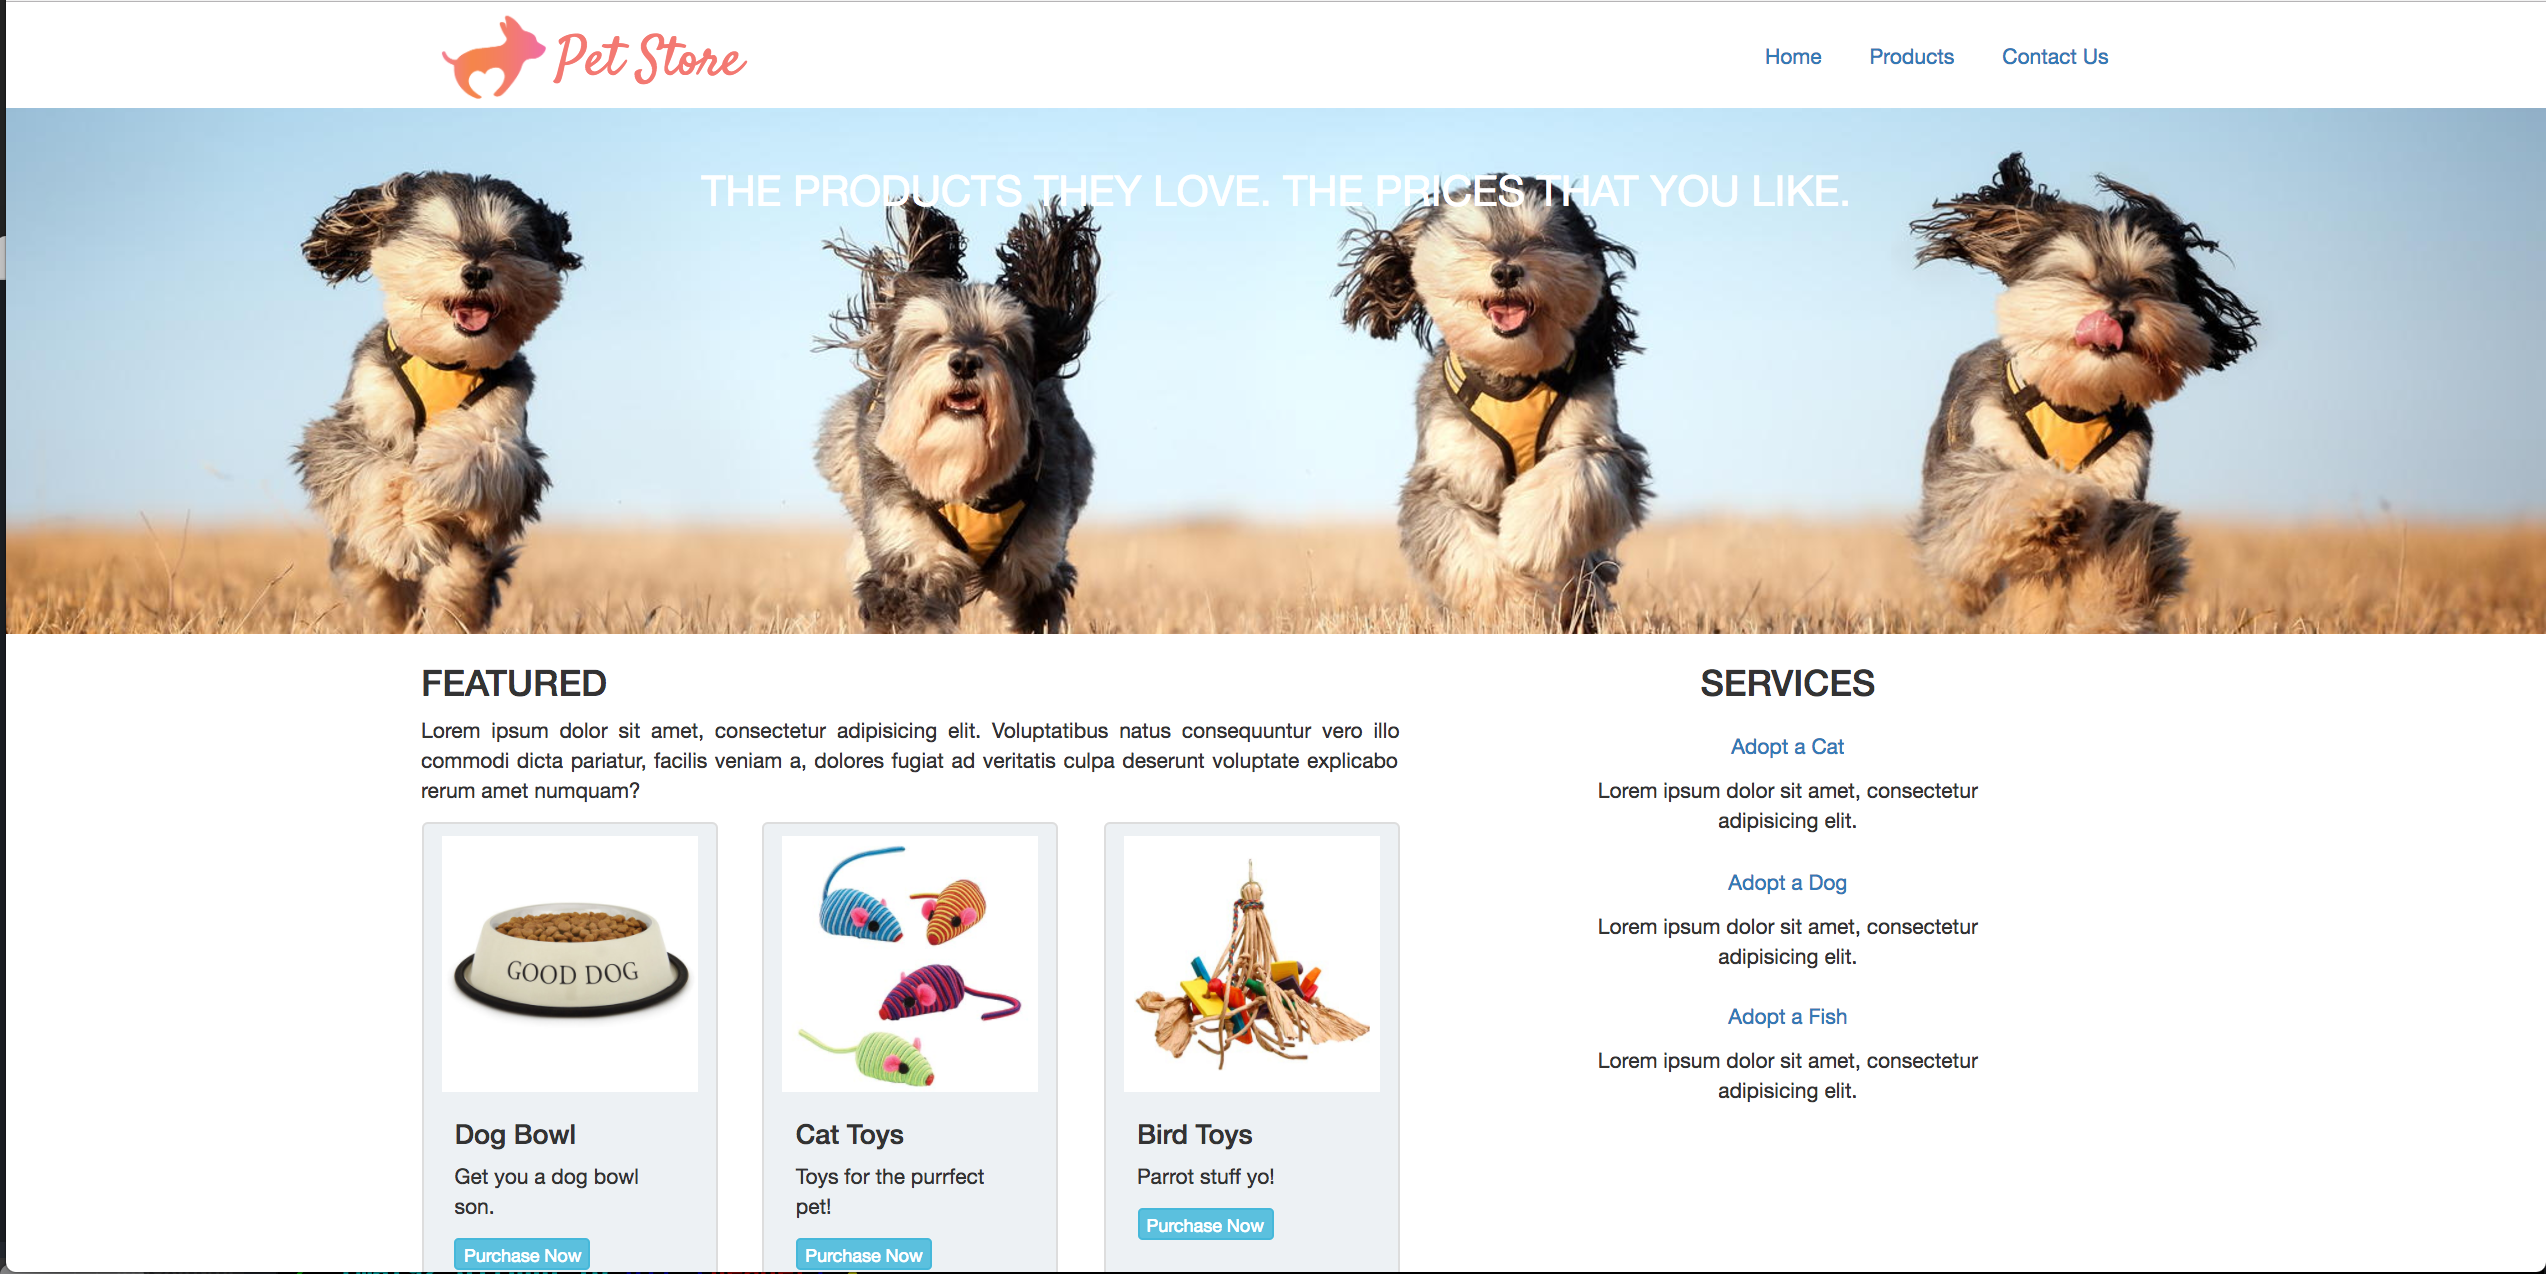 Pet Store
Home Products Contact Us
THE PRODUCTS THEY LOVE. THE PRICES THAT YOU LIKE.
FEATURED
Lorem ipsum dolor sit amet, consectetur adipisicing elit. Voluptatibus natus consequuntur vero illo
commodi dicta pariatur, facilis veniam a, dolores fugiat ad veritatis culpa deserunt voluptate explicabo
rerum amet numquam?
GOOD DOG
Dog Bowl
Get you a dog bowl
son.
Purchase Now
Cat Toys
Toys for the purrfect
pet!
Purchase Now
Bird Toys
Parrot stuff yo!
Purchase Now
SERVICES
Adopt a Cat
Lorem ipsum dolor sit amet, consectetur
adipisicing elit.
Adopt a Dog
Lorem ipsum dolor sit amet, consectetur
adipisicing elit.
Adopt a Fish
Lorem ipsum dolor sit amet, consectetur
adipisicing elit.